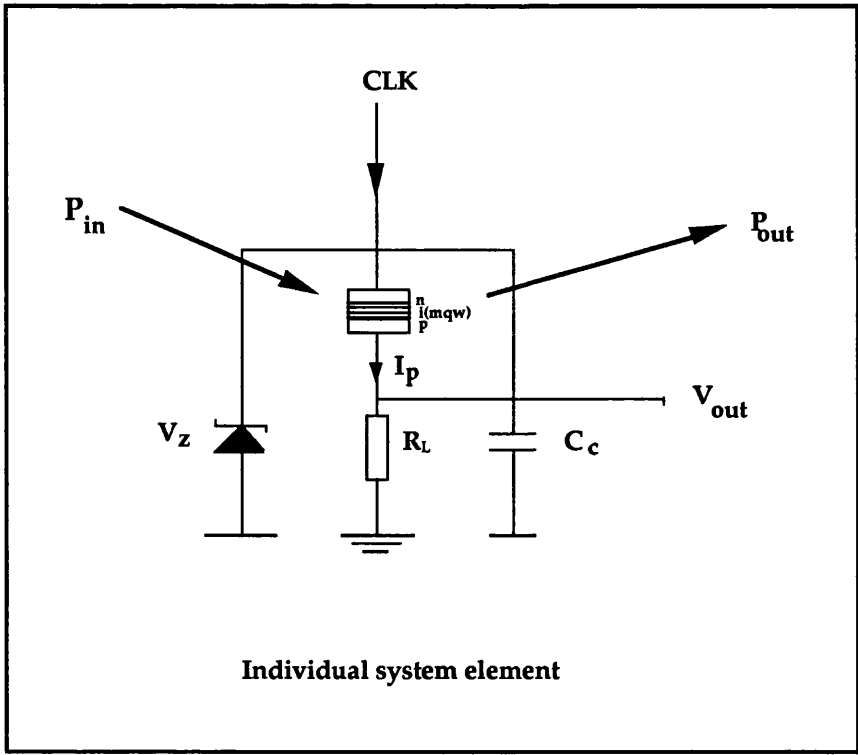 CLK
P in
P out
n
i(mqw)
p
I p
V out
V z
R L
C c
Individual system element